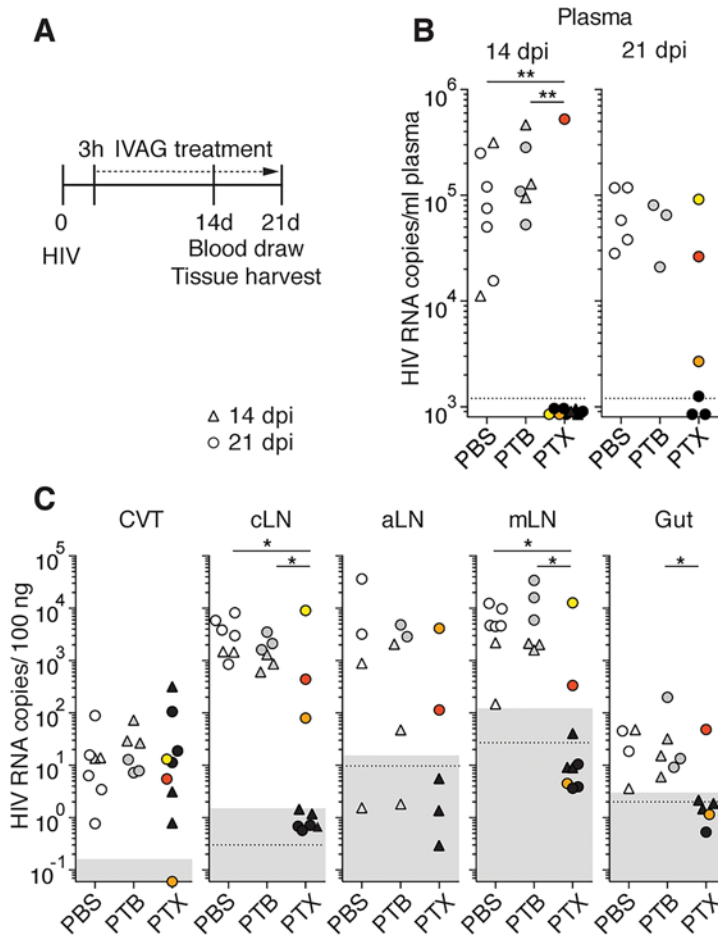 A
3h IVAG treatment
0
14d
21d
HIV
Blood draw
Tissue harvest
14 dpi
21 dpi
B
Plasma
14 dpi
21 dpi
**
**
HIV RNA copies/ml plasma
10^6
10^5
10^4
10^3
PBS
PTB
PTX
PBS
PTB
PTX
C
CVT
cLN
aLN
mLN
Gut
*
*
*
*
*
HIV RNA copies/100 ng
10^5
10^4
10^3
10^2
10^1
10^0
10^-1
PBS
PTB
PTX
PBS
PTB
PTX
PBS
PTB
PTX
PBS
PTB
PTX
PBS
PTB
PTX